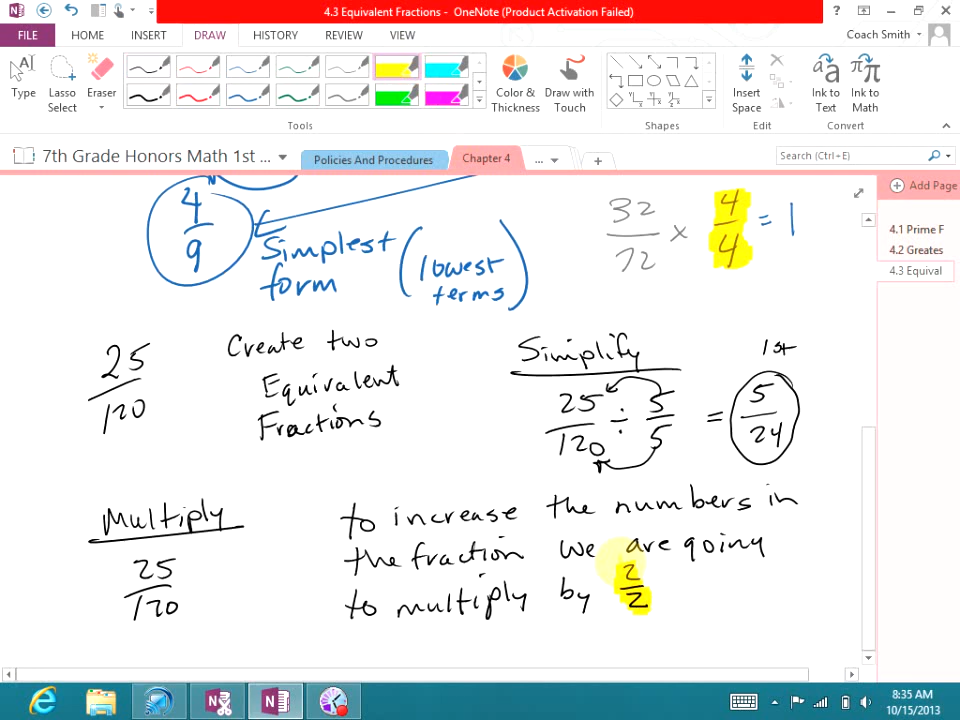 4.3 Equivalent Fractions - OneNote (Product Activation Failed)
FILE HOME INSERT DRAW HISTORY REVIEW VIEW Coach Smith
Type Lasso Select Eraser Color & Thickness Draw with Touch Insert Space Ink to Text Ink to Math
Tools Shapes Edit Convert
7th Grade Honors Math 1st ... Policies And Procedures Chapter 4 ... + Search (Ctrl+E)
Add Page
4.1 Prime F
4.2 Greates
4.3 Equival
4/9
Simplest form (lowest terms)
32/72 x 4/4 = 1
25/120
Create two
Equivalent
Fractions
Simplify
25/120 ÷ 5/5 = 5/24
1st
Multiply
25/120
to increase the numbers in
the fraction we are going
to multiply by 2/2
8:35 AM
10/15/2013